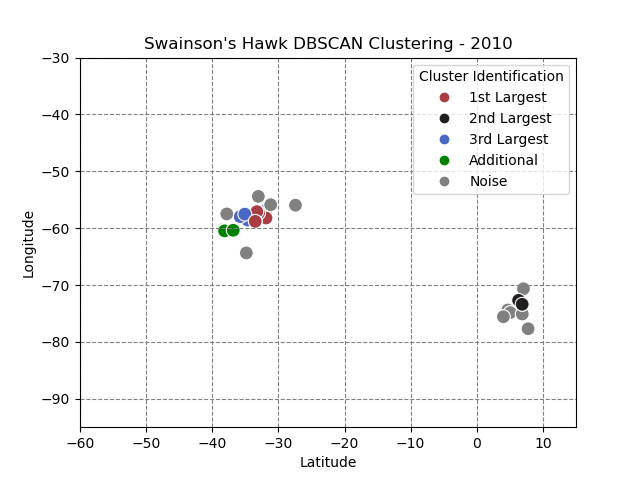 Swainson's Hawk DBSCAN Clustering - 2010
Cluster Identification
1st Largest
2nd Largest
3rd Largest
Additional
Noise
Longitude
−30
−40
−50
−60
−70
−80
−90
−60
−50
−40
−30
−20
−10
0
10
Latitude